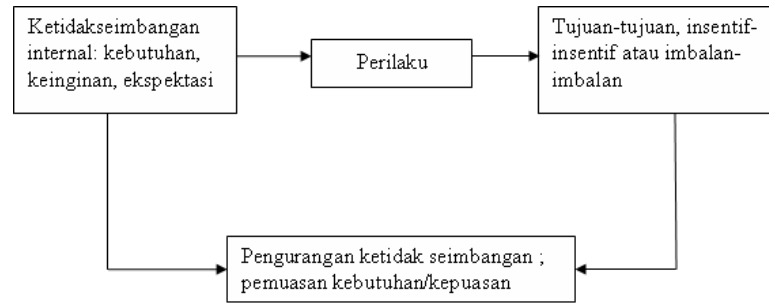 Ketidakseimbangan
internal: kebutuhan,
keinginan, ekspektasi
Perilaku
Tujuan-tujuan, insentif-
insentif atau imbalan-
imbalan
Pengurangan ketidak seimbangan ;
pemuasan kebutuhan/kepuasan